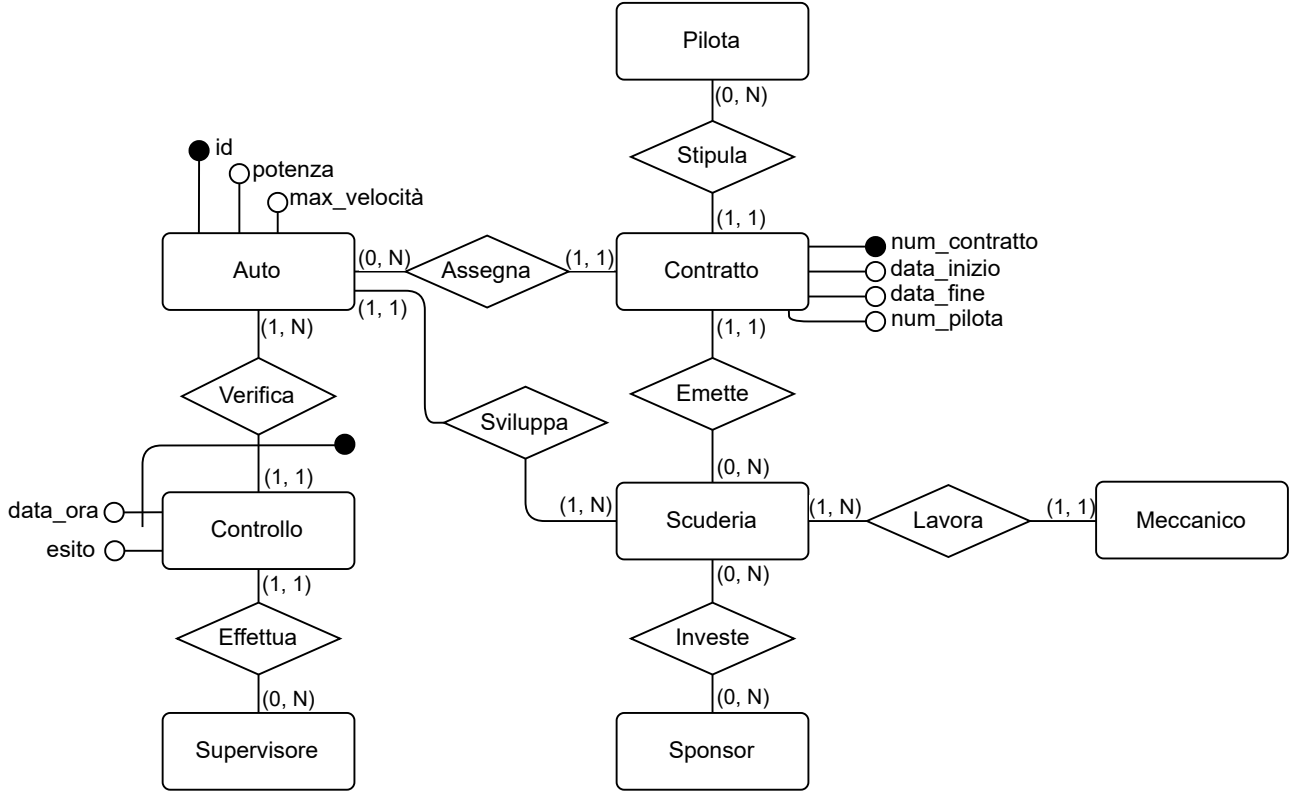 Pilota
(0, N)
Stipula
(1, 1)
id
potenza
max_velocità
Auto
(0, N)
Assegna
(1, 1)
Contratto
num_contratto
data_inizio
data_fine
num_pilota
(1, 1)
(1, N)
(1, 1)
Verifica
Emette
Sviluppa
(1, 1)
(0, N)
data_ora
esito
Controllo
(1, N)
Scuderia
(1, N)
Lavora
(1, 1)
Meccanico
(1, 1)
(0, N)
Effettua
Investe
(0, N)
(0, N)
Supervisore
Sponsor